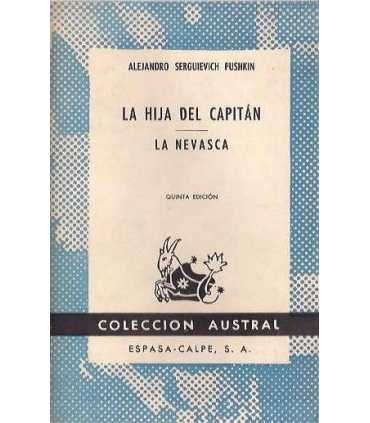 ALEJANDRO SERGUIEVICH PUSHKIN
LA HIJA DEL CAPITÁN
LA NEVASCA
QUINTA EDICIÓN
COLECCION AUSTRAL
ESPASA-CALPE, S. A.